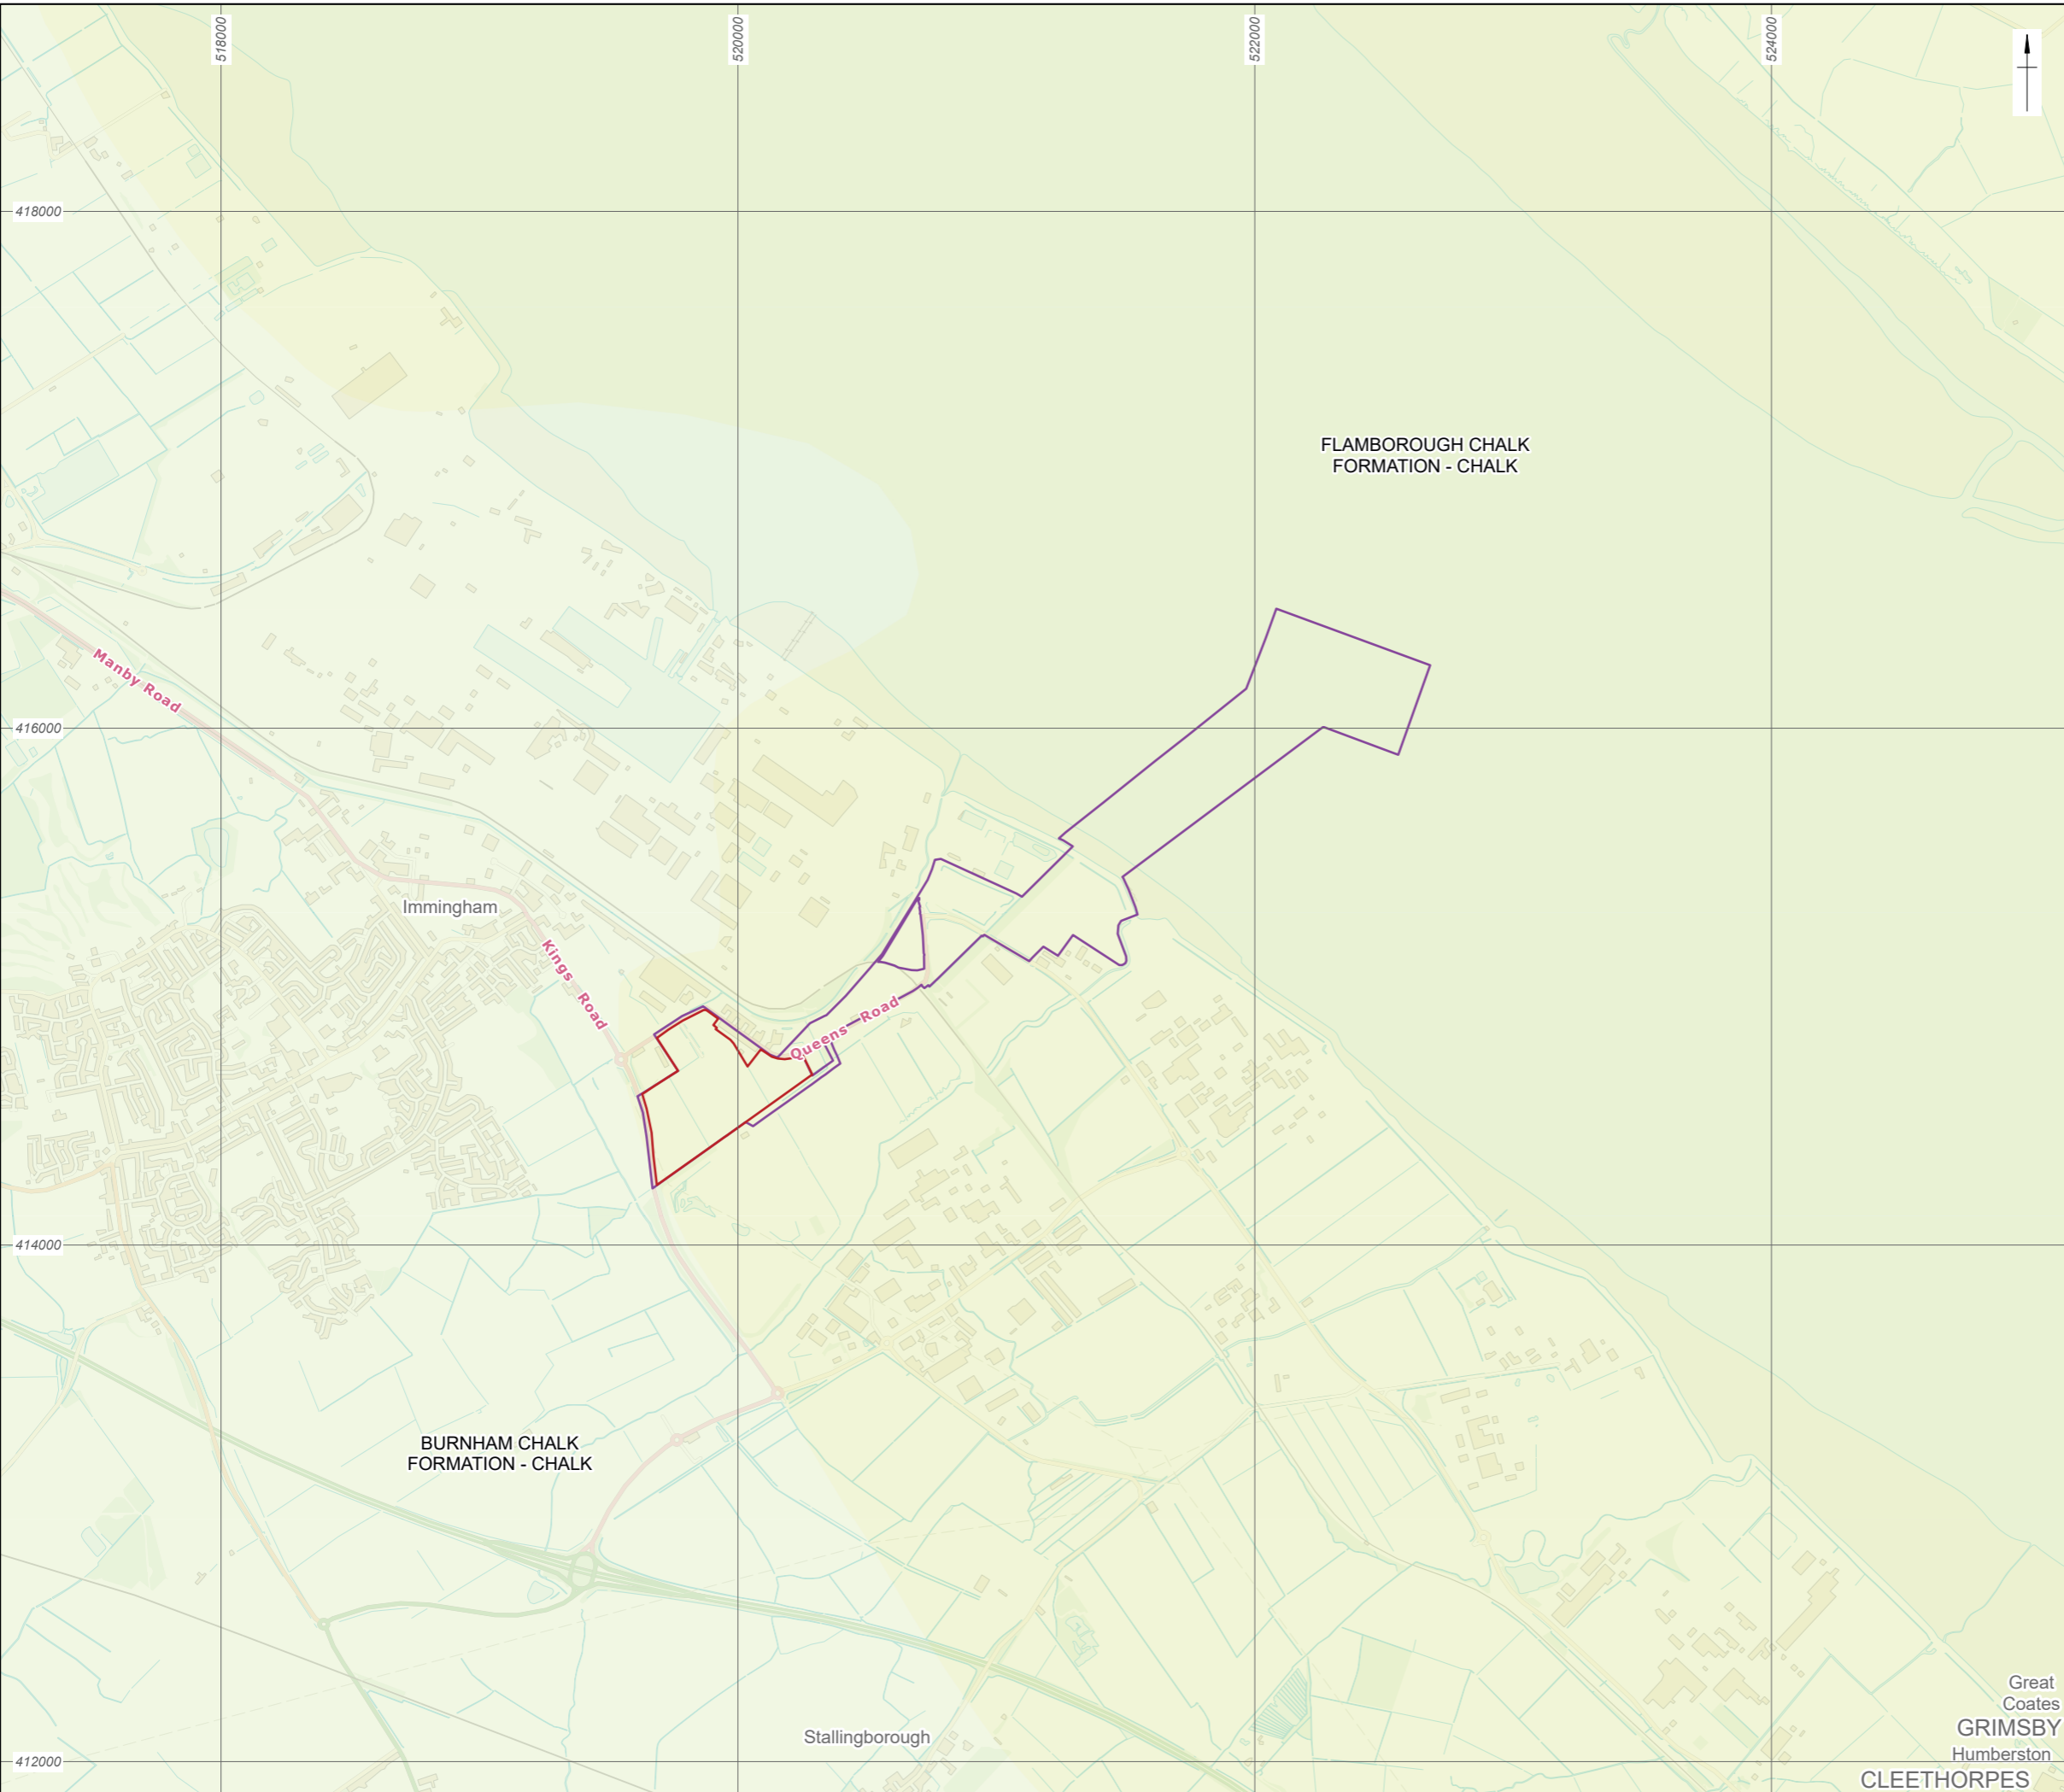 518000
520000
522000
524000
418000
FLAMBOROUGH CHALK
FORMATION - CHALK
Manby Road
416000
Immingham
Kings Road
Queens Road
414000
BURNHAM CHALK
FORMATION - CHALK
Great
Coates
GRIMSBY
Stallingborough
Humberston
412000
CLEETHORPES